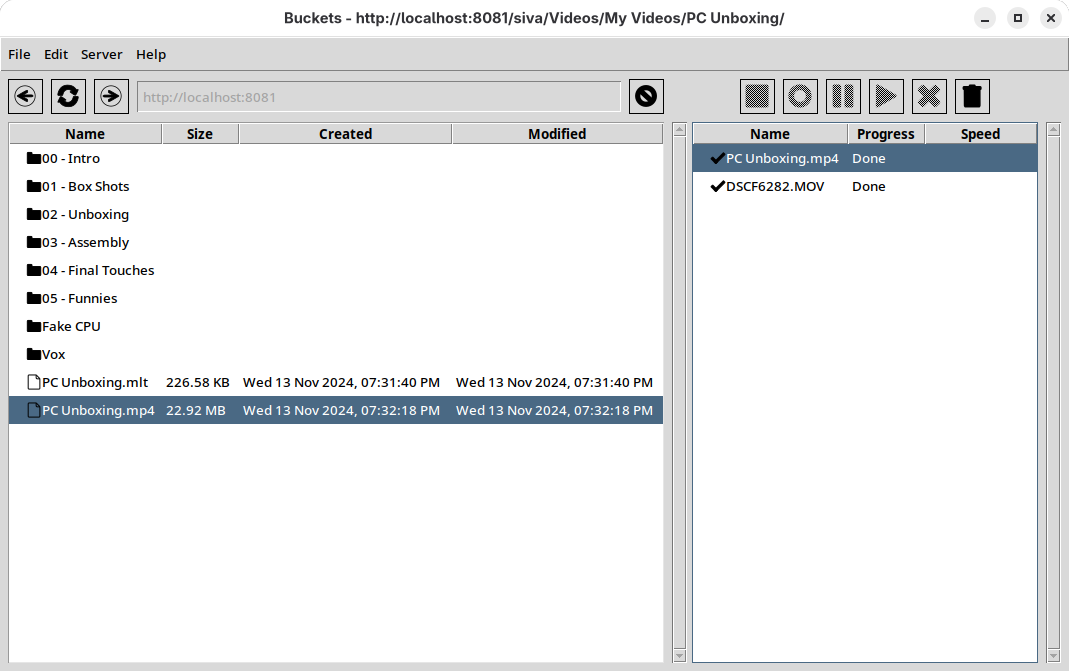 Buckets - http://localhost:8081/siva/Videos/My Videos/PC Unboxing/
File Edit Server Help
http://localhost:8081
Name Size Created Modified
00 - Intro
01 - Box Shots
02 - Unboxing
03 - Assembly
04 - Final Touches
05 - Funnies
Fake CPU
Vox
PC Unboxing.mlt 226.58 KB Wed 13 Nov 2024, 07:31:40 PM Wed 13 Nov 2024, 07:31:40 PM
PC Unboxing.mp4 22.92 MB Wed 13 Nov 2024, 07:32:18 PM Wed 13 Nov 2024, 07:32:18 PM
Name Progress Speed
PC Unboxing.mp4 Done
DSCF6282.MOV Done